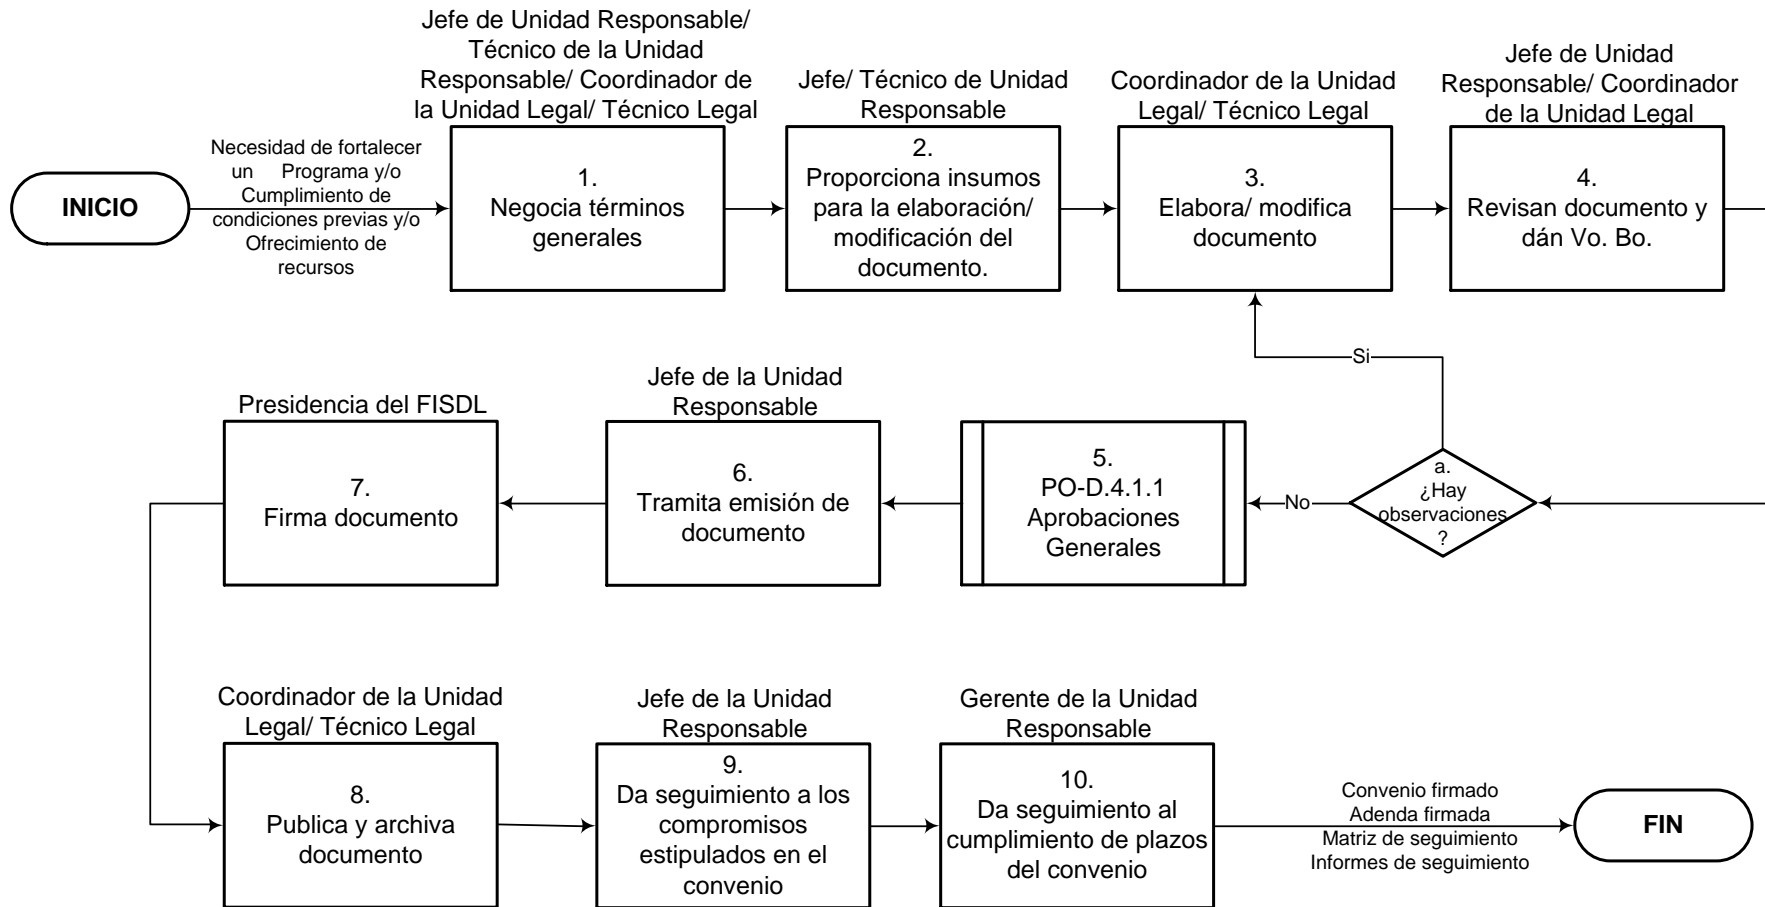 INICIO
Necesidad de fortalecer
un Programa y/o
Cumplimiento de
condiciones previas y/o
Ofrecimiento de
recursos
Jefe de Unidad Responsable/
Técnico de la Unidad
Responsable/ Coordinador de
la Unidad Legal/ Técnico Legal
1.
Negocia términos
generales
Jefe/ Técnico de Unidad
Responsable
2.
Proporciona insumos
para la elaboración/
modificación del
documento.
Coordinador de la Unidad
Legal/ Técnico Legal
3.
Elabora/ modifica
documento
Jefe de Unidad
Responsable/ Coordinador
de la Unidad Legal
4.
Revisan documento y
dán Vo. Bo.
a.
¿Hay
observaciones
?
Si
No
5.
PO-D.4.1.1
Aprobaciones
Generales
Jefe de la Unidad
Responsable
6.
Tramita emisión de
documento
Presidencia del FISDL
7.
Firma documento
Coordinador de la Unidad
Legal/ Técnico Legal
8.
Publica y archiva
documento
Jefe de la Unidad
Responsable
9.
Da seguimiento a los
compromisos
estipulados en el
convenio
Gerente de la Unidad
Responsable
10.
Da seguimiento al
cumplimiento de plazos
del convenio
Convenio firmado
Adenda firmada
Matriz de seguimiento
Informes de seguimiento
FIN